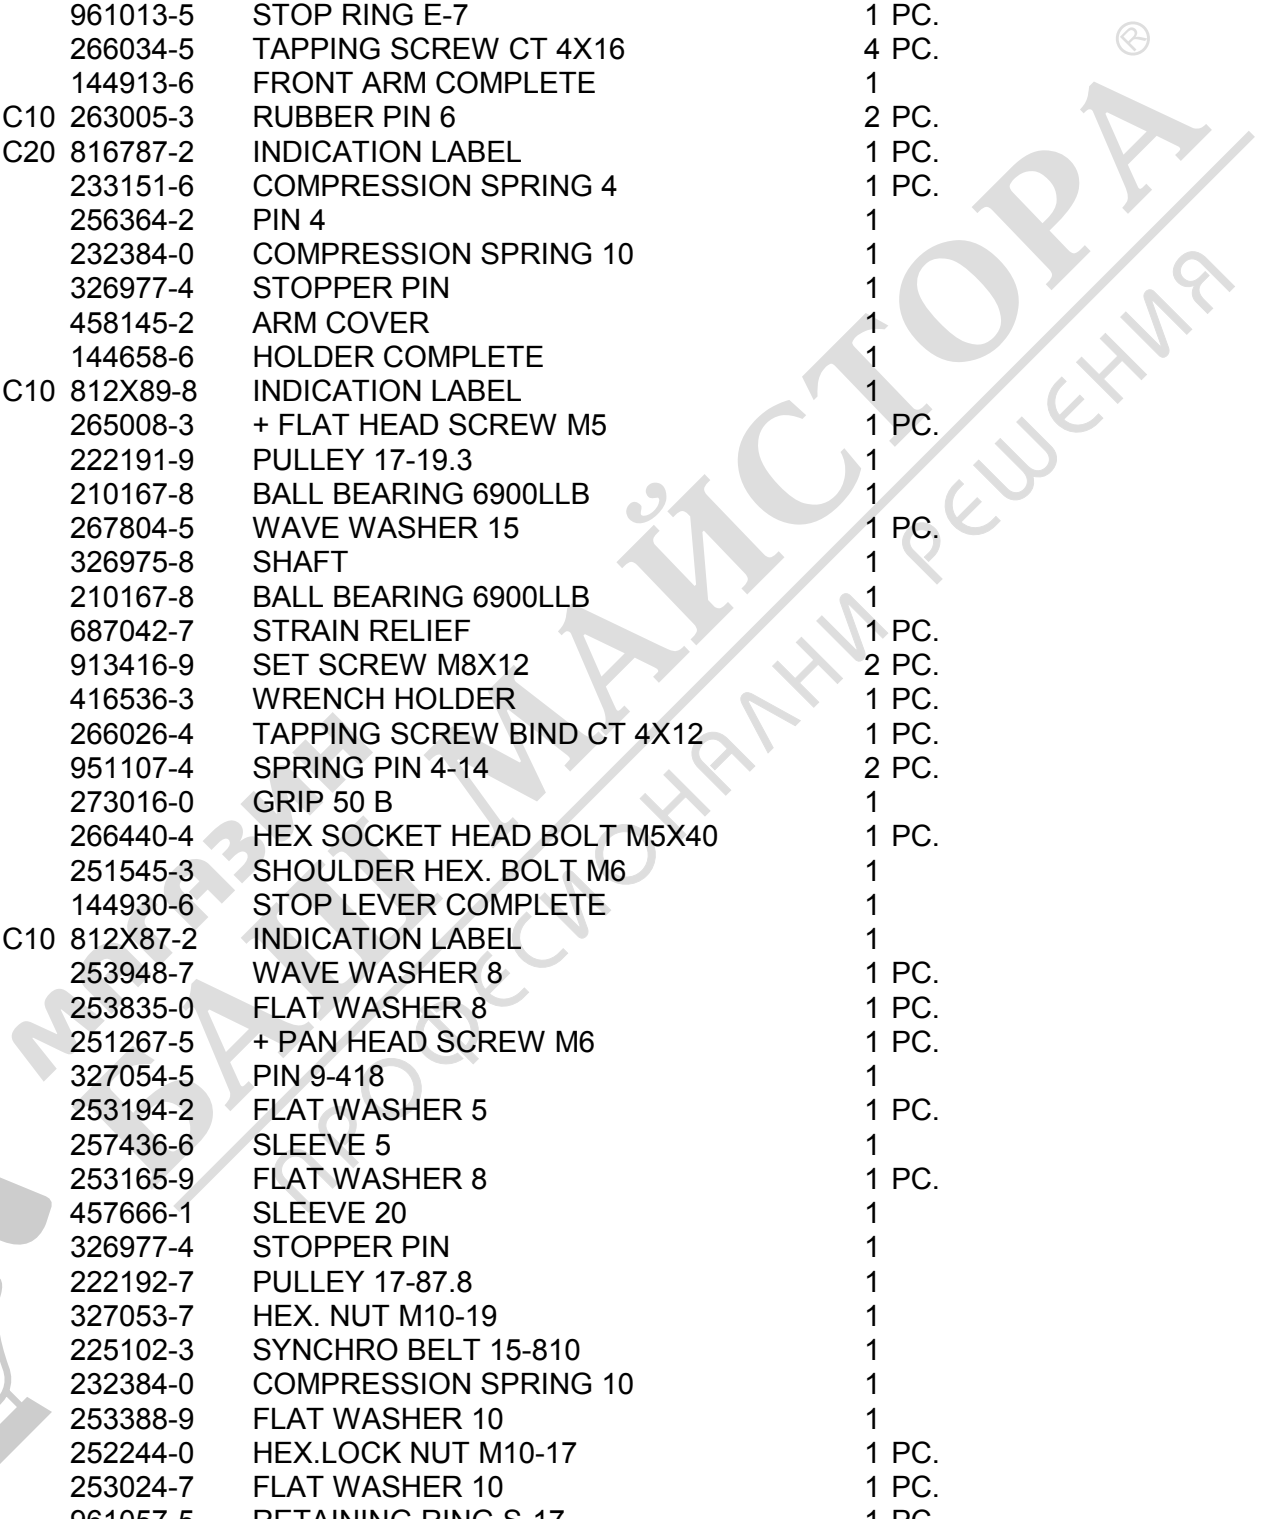 961013-5 STOP RING E-7 1 PC.
266034-5 TAPPING SCREW CT 4X16 4 PC.
144913-6 FRONT ARM COMPLETE 1
C10 263005-3 RUBBER PIN 6 2 PC.
C20 816787-2 INDICATION LABEL 1 PC.
233151-6 COMPRESSION SPRING 4 1 PC.
256364-2 PIN 4 1
232384-0 COMPRESSION SPRING 10 1
326977-4 STOPPER PIN 1
458145-2 ARM COVER 1
144658-6 HOLDER COMPLETE 1
C10 812X89-8 INDICATION LABEL 1
265008-3 + FLAT HEAD SCREW M5 1 PC.
222191-9 PULLEY 17-19.3 1
210167-8 BALL BEARING 6900LLB 1
267804-5 WAVE WASHER 15 1 PC.
326975-8 SHAFT 1
210167-8 BALL BEARING 6900LLB 1
687042-7 STRAIN RELIEF 1 PC.
913416-9 SET SCREW M8X12 2 PC.
416536-3 WRENCH HOLDER 1 PC.
266026-4 TAPPING SCREW BIND CT 4X12 1 PC.
951107-4 SPRING PIN 4-14 2 PC.
273016-0 GRIP 50 B 1
266440-4 HEX SOCKET HEAD BOLT M5X40 1 PC.
251545-3 SHOULDER HEX. BOLT M6 1
144930-6 STOP LEVER COMPLETE 1
C10 812X87-2 INDICATION LABEL 1
253948-7 WAVE WASHER 8 1 PC.
253835-0 FLAT WASHER 8 1 PC.
251267-5 + PAN HEAD SCREW M6 1 PC.
327054-5 PIN 9-418 1
253194-2 FLAT WASHER 5 1 PC.
257436-6 SLEEVE 5 1
253165-9 FLAT WASHER 8 1 PC.
457666-1 SLEEVE 20 1
326977-4 STOPPER PIN 1
222192-7 PULLEY 17-87.8 1
327053-7 HEX. NUT M10-19 1
225102-3 SYNCHRO BELT 15-810 1
232384-0 COMPRESSION SPRING 10 1
253388-9 FLAT WASHER 10 1
252244-0 HEX.LOCK NUT M10-17 1 PC.
253024-7 FLAT WASHER 10 1 PC.
961057-5 RETAINING RING S-17 1 PC.
магазин
БАШ МАЙСТОРА ®
ПРОФЕСИОНАЛНИ РЕШЕНИЯ